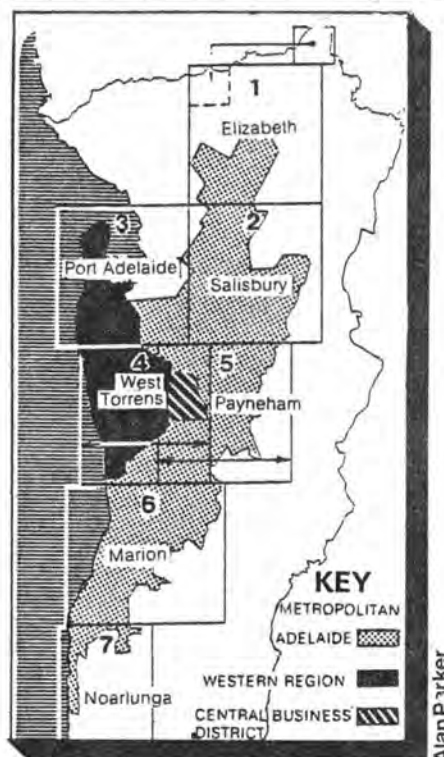 1
Elizabeth
3
2
Port Adelaide
Salisbury
4
5
West
Torrens
Payneham
6
Marion
7
Noarlunga
KEY
METROPOLITAN
ADELAIDE
WESTERN REGION
CENTRAL BUSINESS
DISTRICT
Alan Parker